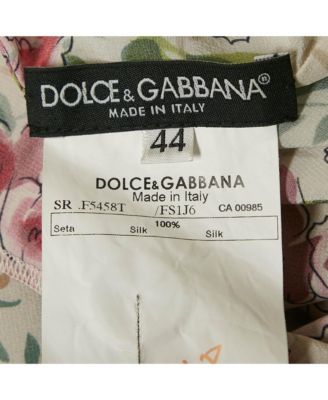 DOLCE & GABBANA
MADE IN ITALY
44
DOLCE&GABBANA
Made in Italy
SR .F5458T /FS1J6 CA 00985
Seta Silk 100%